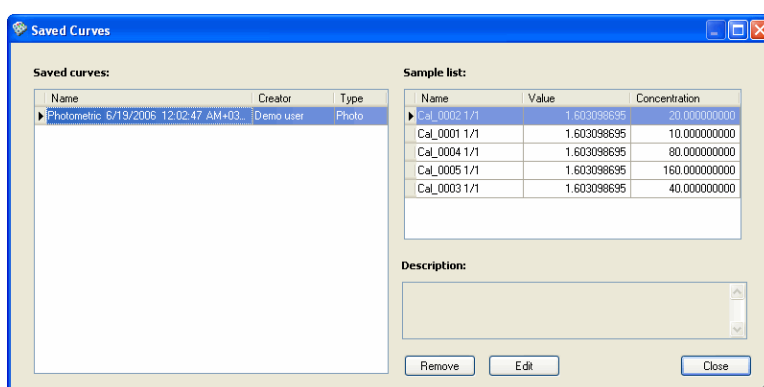 Saved Curves
Saved curves:
Name Creator Type
Photometric 6/19/2006 12:02:47 AM+03... Demo user Photo
Sample list:
Name Value Concentration
Cal_0002 1/1 1.603098695 20.000000000
Cal_0001 1/1 1.603098695 10.000000000
Cal_0004 1/1 1.603098695 80.000000000
Cal_0005 1/1 1.603098695 160.000000000
Cal_0003 1/1 1.603098695 40.000000000
Description:
Remove Edit Close